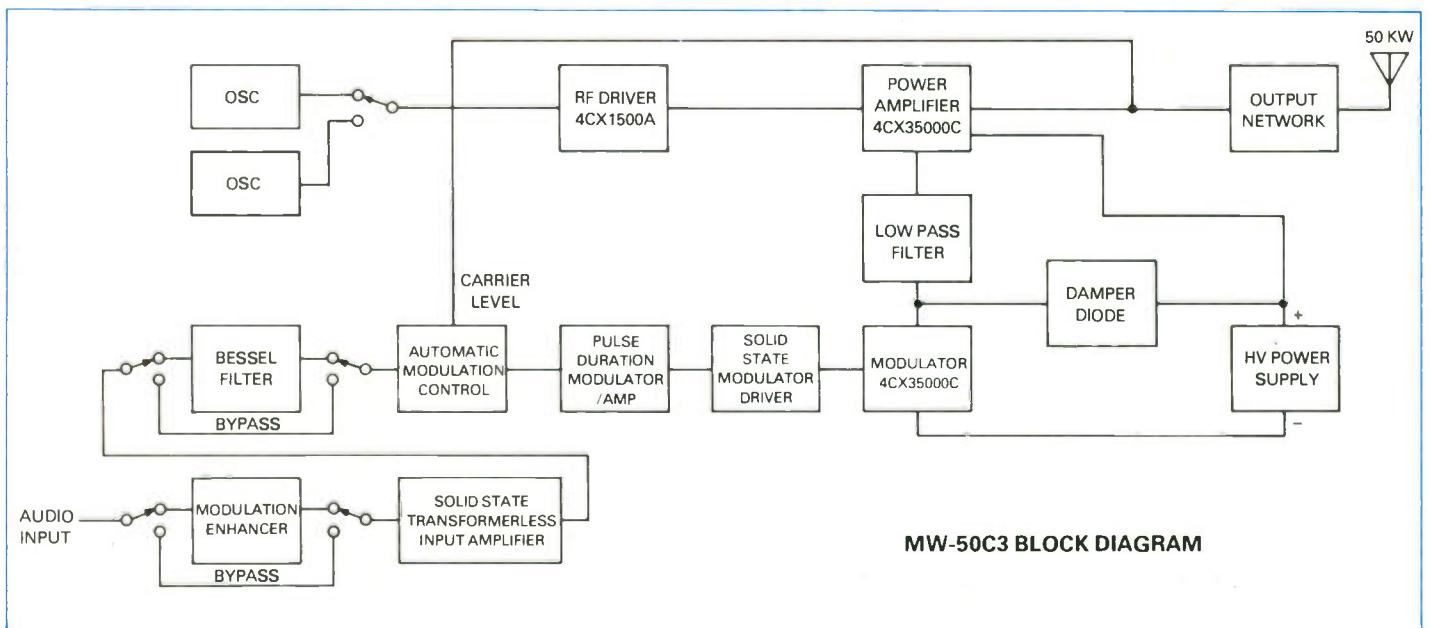 50 KW
OSC
RF DRIVER
4CX1500A
POWER
AMPLIFIER
4CX35000C
OUTPUT
NETWORK
OSC
LOW PASS
FILTER
CARRIER
LEVEL
DAMPER
DIODE
+
BESSEL
FILTER
BYPASS
AUTOMATIC
MODULATION
CONTROL
PULSE
DURATION
MODULATOR
/AMP
SOLID
STATE
MODULATOR
DRIVER
MODULATOR
4CX35000C
HV POWER
SUPPLY
−
AUDIO
INPUT
MODULATION
ENHANCER
BYPASS
SOLID STATE
TRANSFORMERLESS
INPUT AMPLIFIER
MW-50C3 BLOCK DIAGRAM